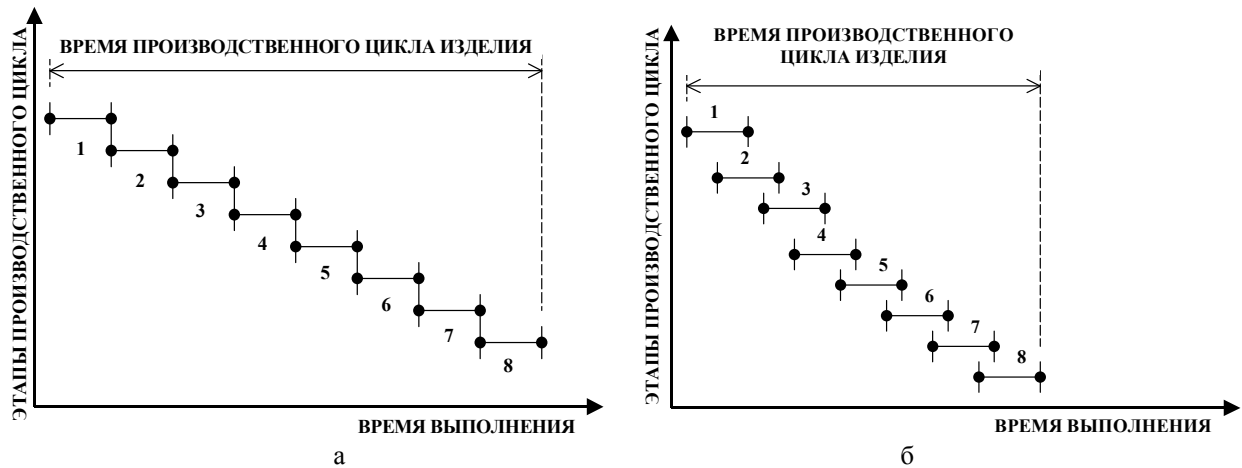 ЭТАПЫ ПРОИЗВОДСТВЕННОГО ЦИКЛА
ВРЕМЯ ПРОИЗВОДСТВЕННОГО ЦИКЛА ИЗДЕЛИЯ
1
2
3
4
5
6
7
8
ВРЕМЯ ВЫПОЛНЕНИЯ
а
ЭТАПЫ ПРОИЗВОДСТВЕННОГО ЦИКЛА
ВРЕМЯ ПРОИЗВОДСТВЕННОГО
ЦИКЛА ИЗДЕЛИЯ
1
2
3
4
5
6
7
8
ВРЕМЯ ВЫПОЛНЕНИЯ
б